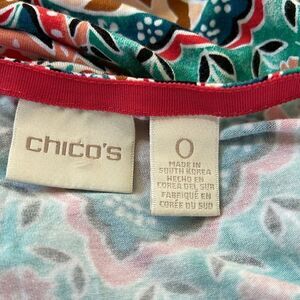 chico's
0
MADE IN
SOUTH KOREA
HECHO EN
COREA DEL SUR
FABRIQUÉ EN
CORÉE DU SUD